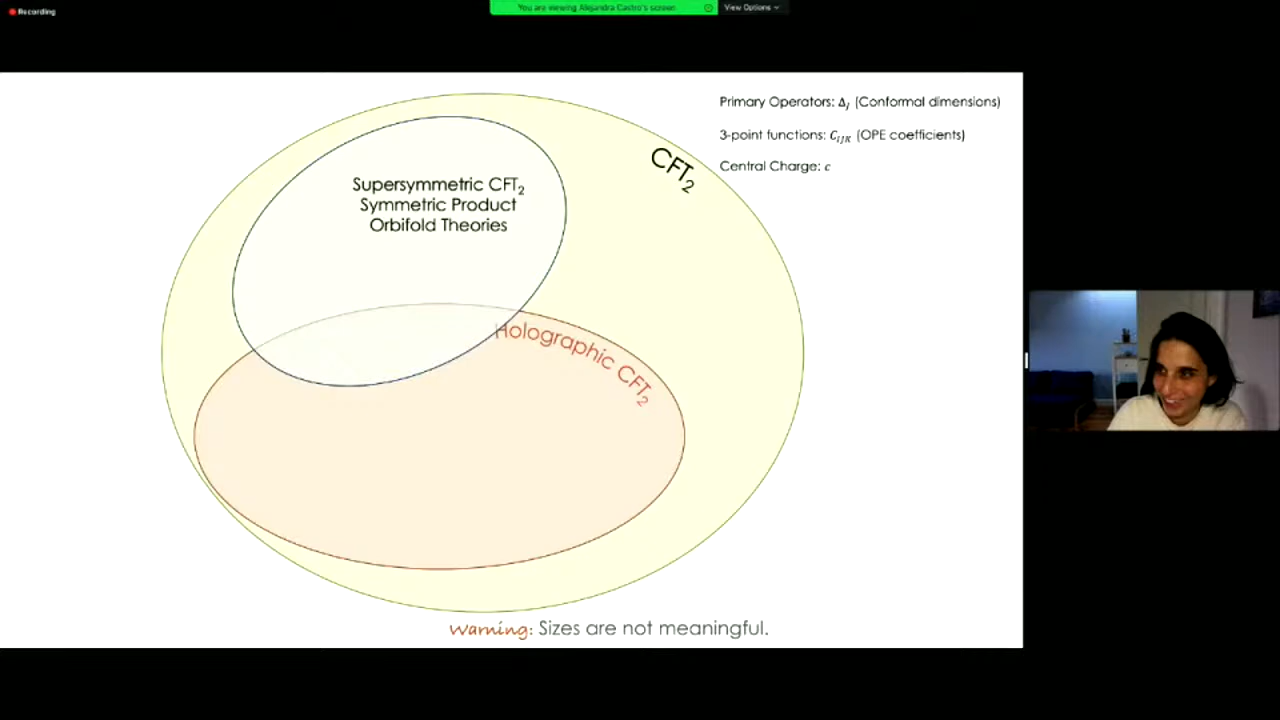 Recording
You are viewing Alejandra Castro's screen
View Options
Primary Operators: Δ_I (Conformal dimensions)
3-point functions: C_IJK (OPE coefficients)
Central Charge: c
CFT₂
Supersymmetric CFT₂
Symmetric Product
Orbifold Theories
Holographic CFT₂
Warning: Sizes are not meaningful.